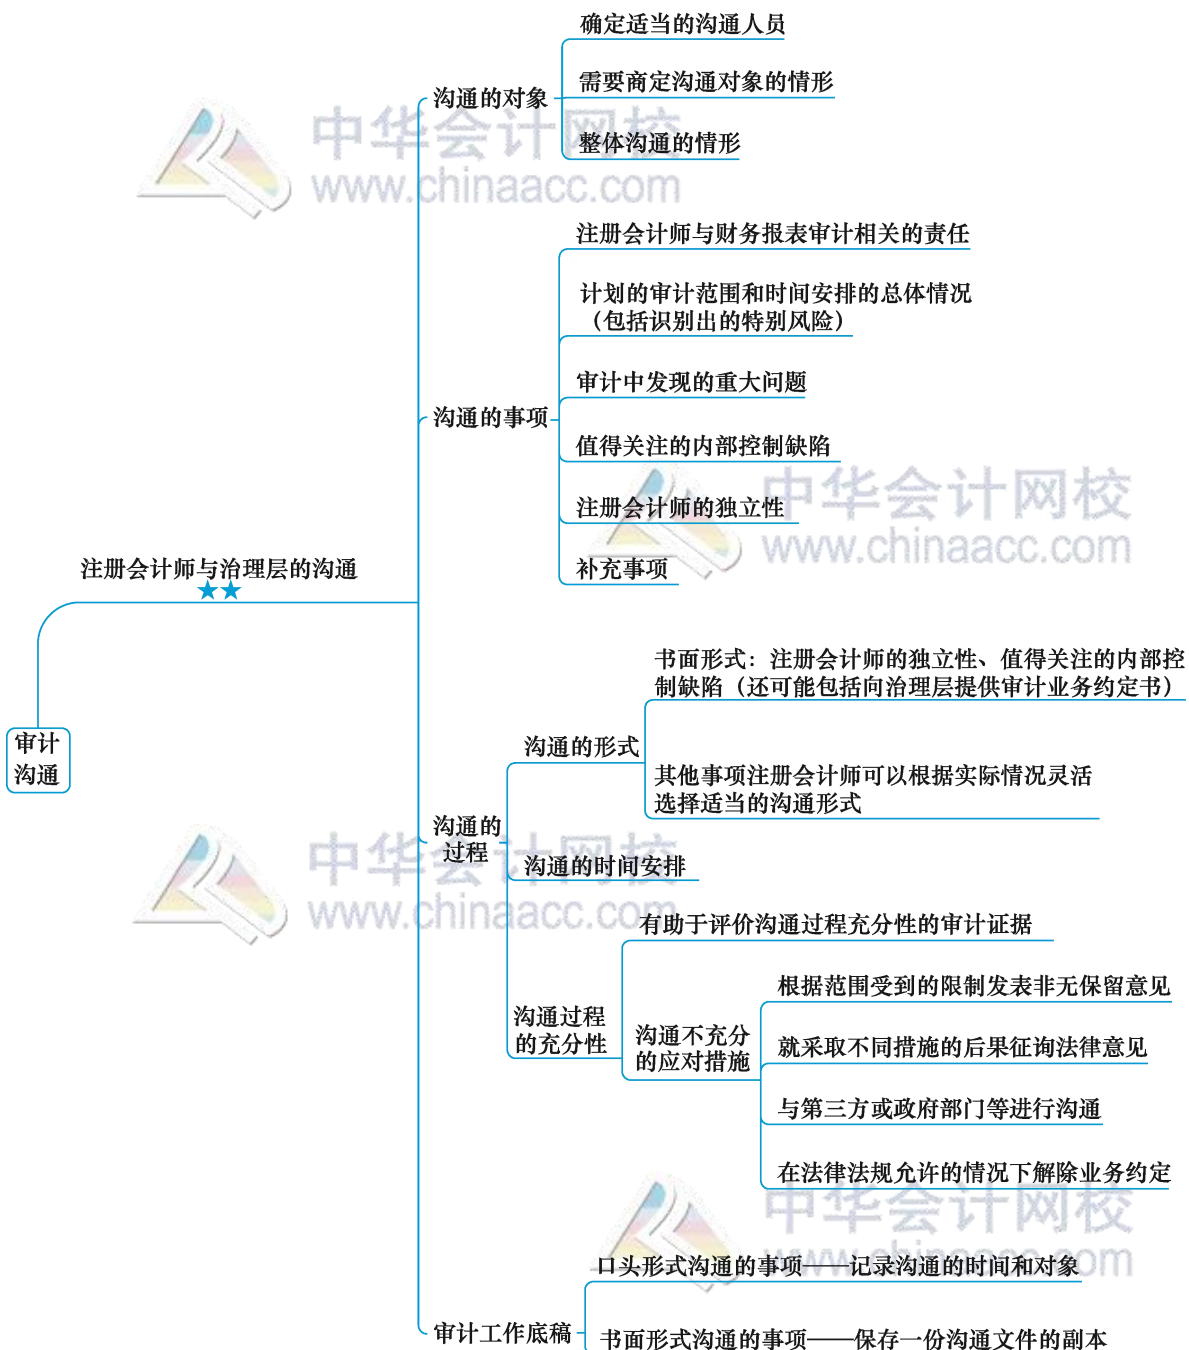 确定适当的沟通人员
需要商定沟通对象的情形
沟通的对象
整体沟通的情形
中华会计网校
www.chinaacc.com
注册会计师与财务报表审计相关的责任
计划的审计范围和时间安排的总体情况
（包括识别出的特别风险）
审计中发现的重大问题
沟通的事项
值得关注的内部控制缺陷
注册会计师的独立性
中华会计网校
www.chinaacc.com
补充事项
注册会计师与治理层的沟通
★★
书面形式：注册会计师的独立性、值得关注的内部控
制缺陷（还可能包括向治理层提供审计业务约定书）
审计
沟通
沟通的形式
其他事项注册会计师可以根据实际情况灵活
选择适当的沟通形式
沟通的
过程
沟通的时间安排
中华会计网校
www.chinaacc.com
有助于评价沟通过程充分性的审计证据
根据范围受到的限制发表非无保留意见
沟通过程
的充分性
沟通不充分
的应对措施
就采取不同措施的后果征询法律意见
与第三方或政府部门等进行沟通
在法律法规允许的情况下解除业务约定
中华会计网校
www.chinaacc.com
口头形式沟通的事项——记录沟通的时间和对象
审计工作底稿
书面形式沟通的事项——保存一份沟通文件的副本